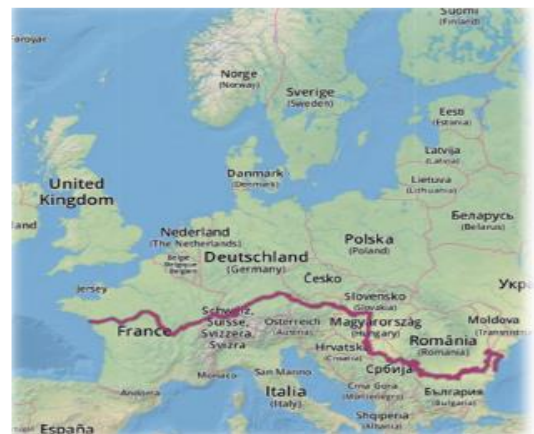 Suomi
(Finland)
Norge
(Norway)
Sverige
(Sweden)
Eesti
(Estonia)
Latvija
(Latvia)
Danmark
(Denmark)
Lietuva
(Lithuania)
United
Kingdom
Беларусь
(Belarus)
Nederland
(The Netherlands)
Polska
(Poland)
België
Belgique
Belgien
Deutschland
(Germany)
Česko
Jersey
Slovensko
(Slovakia)
Schweiz,
Suisse,
Svizzera,
Svizra
France
Österreich
(Austria)
Magyarország
(Hungary)
Moldova
România
(Romania)
Hrvatska
(Croatia)
Србија
Monaco
San Marino
Italia
(Italy)
Crna Gora
(Montenegro)
България
(Bulgaria)
Andorra
Shqipëria
(Albania)
España